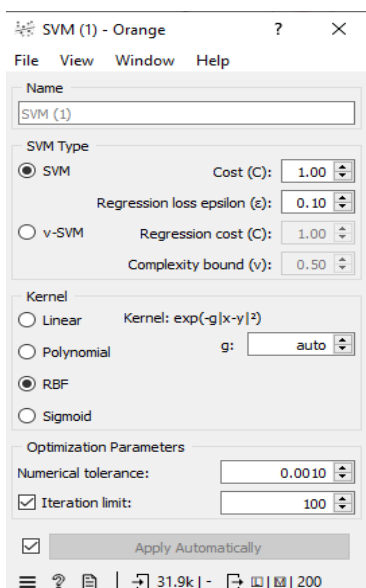 SVM (1) - Orange ? ×
File View Window Help
Name
SVM (1)
SVM Type
SVM Cost (C): 1.00
Regression loss epsilon (ε): 0.10
ν-SVM Regression cost (C): 1.00
Complexity bound (ν): 0.50
Kernel
Linear Kernel: exp(-g|x-y|²)
Polynomial g: auto
RBF
Sigmoid
Optimization Parameters
Numerical tolerance: 0.0010
Iteration limit: 100
Apply Automatically
? 31.9k | - | 200